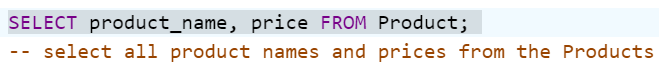 SELECT product_name, price FROM Product;
-- select all product names and prices from the Products